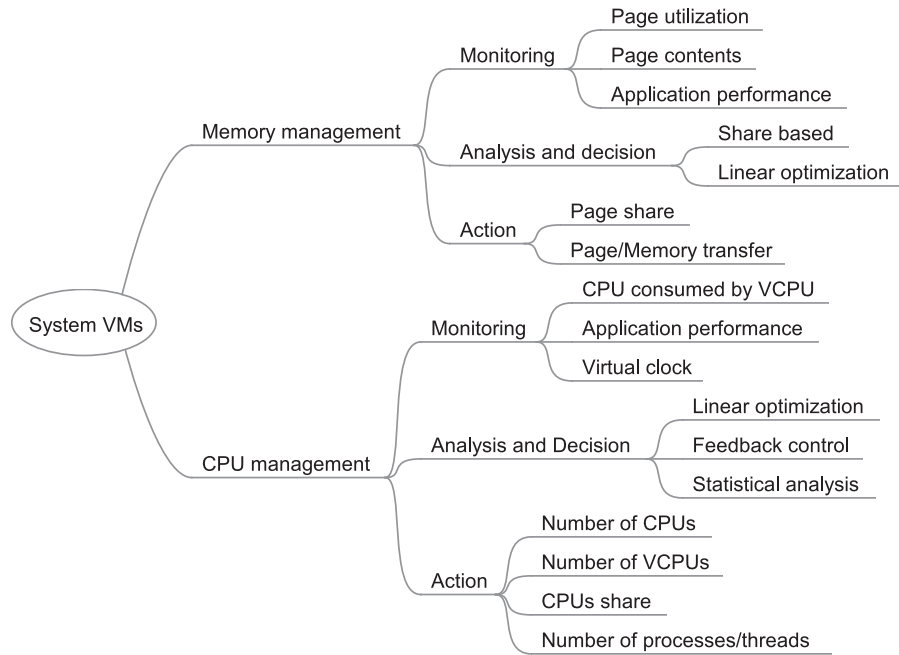 System VMs
Memory management
Monitoring
Page utilization
Page contents
Application performance
Analysis and decision
Share based
Linear optimization
Action
Page share
Page/Memory transfer
CPU management
Monitoring
CPU consumed by VCPU
Application performance
Virtual clock
Analysis and Decision
Linear optimization
Feedback control
Statistical analysis
Action
Number of CPUs
Number of VCPUs
CPUs share
Number of processes/threads